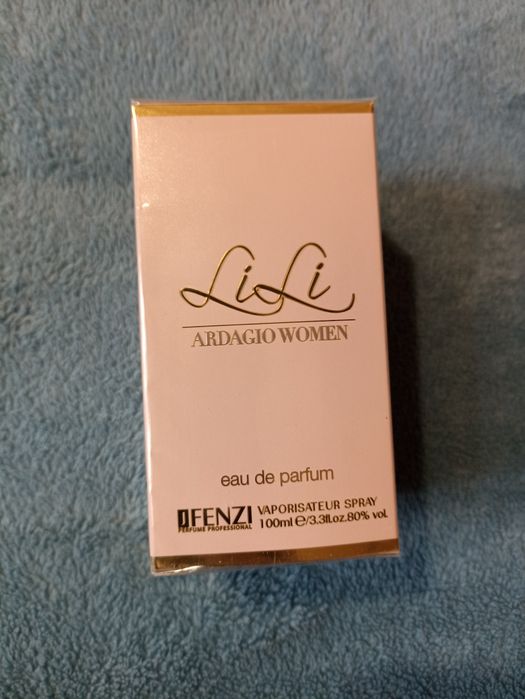 LiLi
ARDAGIO WOMEN
eau de parfum
JFENZI
PERFUME PROFESSIONAL
VAPORISATEUR SPRAY
100ml e/3.3fl.oz.80% vol.